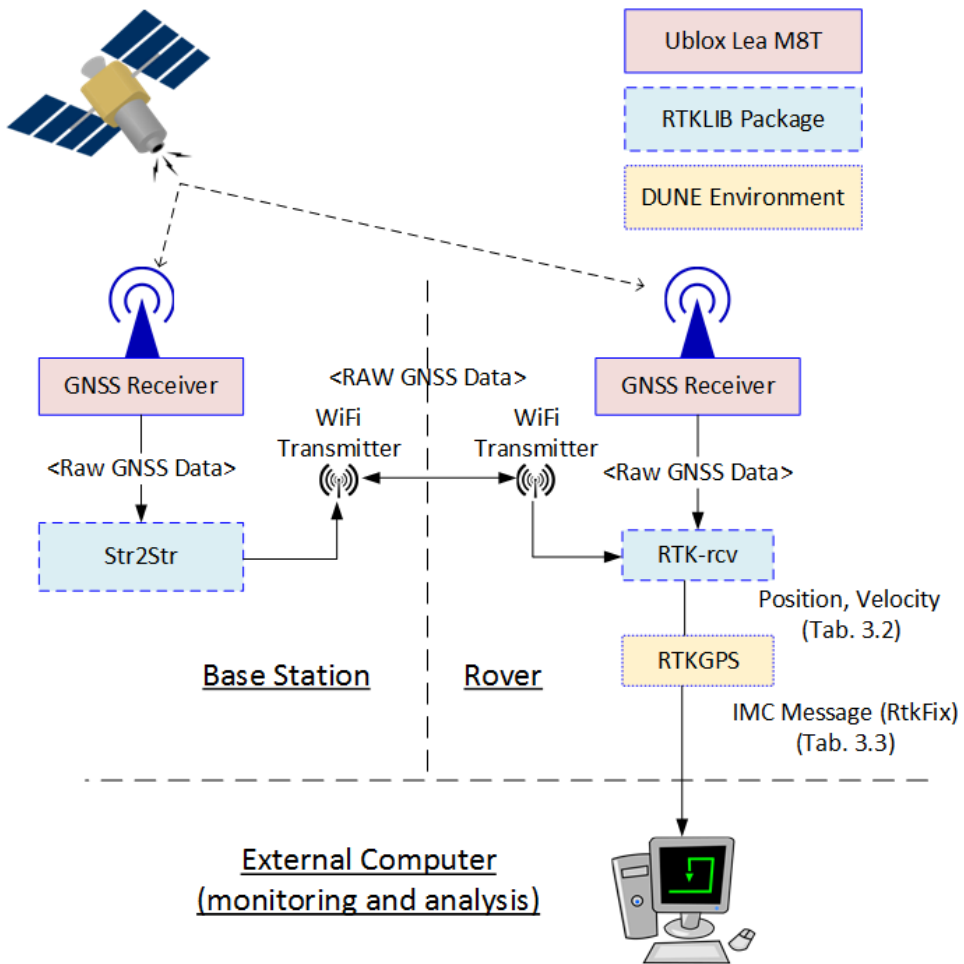 Ublox Lea M8T
RTKLIB Package
DUNE Environment
GNSS Receiver
<RAW GNSS Data>
GNSS Receiver
WiFi
Transmitter
WiFi
Transmitter
<Raw GNSS Data>
<Raw GNSS Data>
Str2Str
RTK-rcv
Position, Velocity
(Tab. 3.2)
Base Station
Rover
RTKGPS
IMC Message (RtkFix)
(Tab. 3.3)
External Computer
(monitoring and analysis)